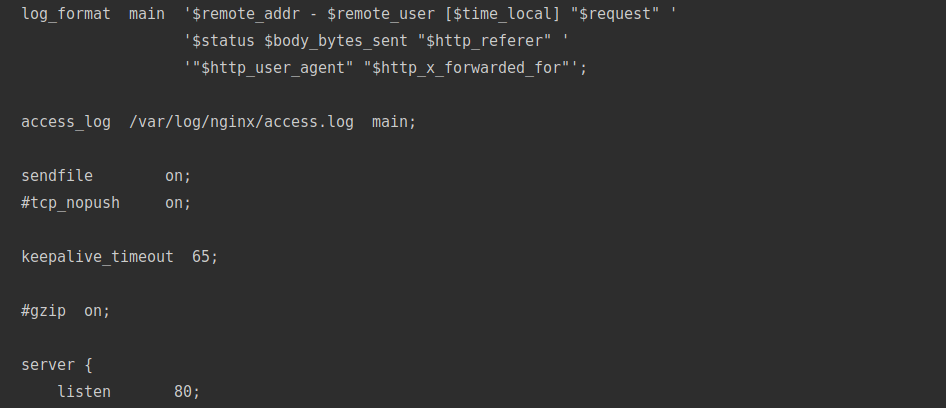 log_format  main  '$remote_addr - $remote_user [$time_local] "$request" '
                  '$status $body_bytes_sent "$http_referer" '
                  '"$http_user_agent" "$http_x_forwarded_for"';
access_log  /var/log/nginx/access.log  main;
sendfile        on;
#tcp_nopush     on;
keepalive_timeout  65;
#gzip  on;
server {
    listen       80;